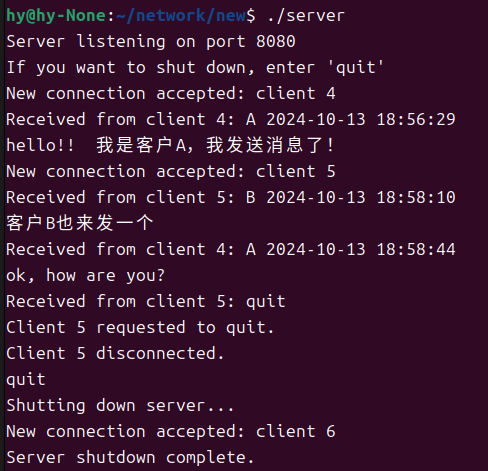 hy@hy-None:~/network/new$ ./server
Server listening on port 8080
If you want to shut down, enter 'quit'
New connection accepted: client 4
Received from client 4: A 2024-10-13 18:56:29
hello!!  我是客户A，我发送消息了！
New connection accepted: client 5
Received from client 5: B 2024-10-13 18:58:10
客户B也来发一个
Received from client 4: A 2024-10-13 18:58:44
ok, how are you?
Received from client 5: quit
Client 5 requested to quit.
Client 5 disconnected.
quit
Shutting down server...
New connection accepted: client 6
Server shutdown complete.